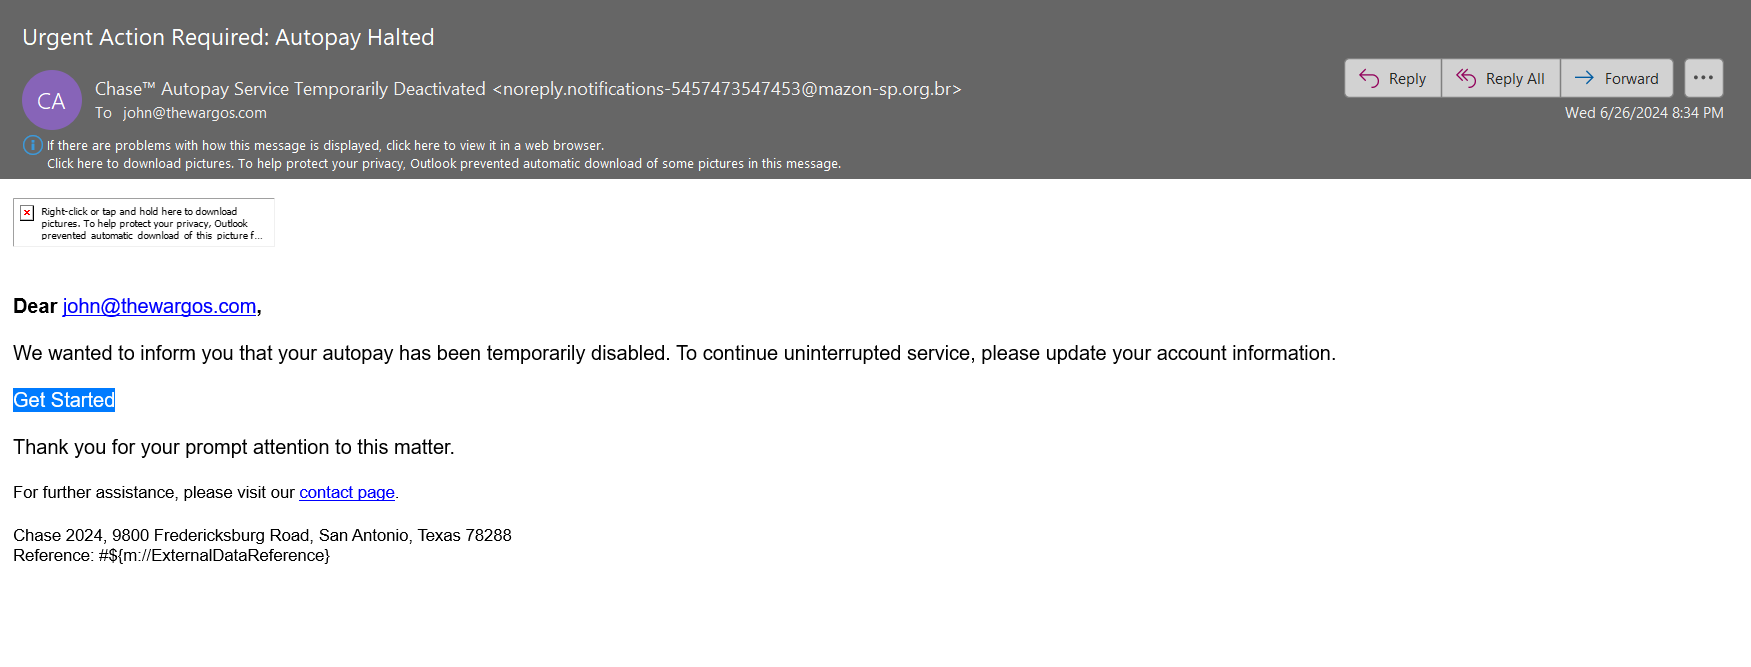 Urgent Action Required: Autopay Halted
CA
Chase™ Autopay Service Temporarily Deactivated <noreply.notifications-5457473547453@mazon-sp.org.br>
To john@thewargos.com
Reply
Reply All
Forward
Wed 6/26/2024 8:34 PM
If there are problems with how this message is displayed, click here to view it in a web browser.
Click here to download pictures. To help protect your privacy, Outlook prevented automatic download of some pictures in this message.
Right-click or tap and hold here to download
pictures. To help protect your privacy, Outlook
prevented automatic download of this picture f...
Dear john@thewargos.com,
We wanted to inform you that your autopay has been temporarily disabled. To continue uninterrupted service, please update your account information.
Get Started
Thank you for your prompt attention to this matter.
For further assistance, please visit our contact page.
Chase 2024, 9800 Fredericksburg Road, San Antonio, Texas 78288
Reference: #${m://ExternalDataReference}